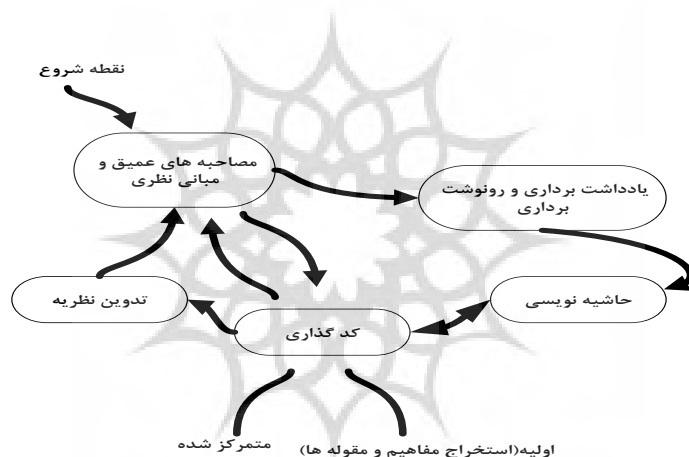 نقطه شروع
مصاحبه های عمیق و
مبانی نظری
یادداشت برداری و رونوشت
برداری
حاشیه نویسی
تدوین نظریه
کد گذاری
متمرکز شده
اولیه(استخراج مفاهیم و مقوله ها)